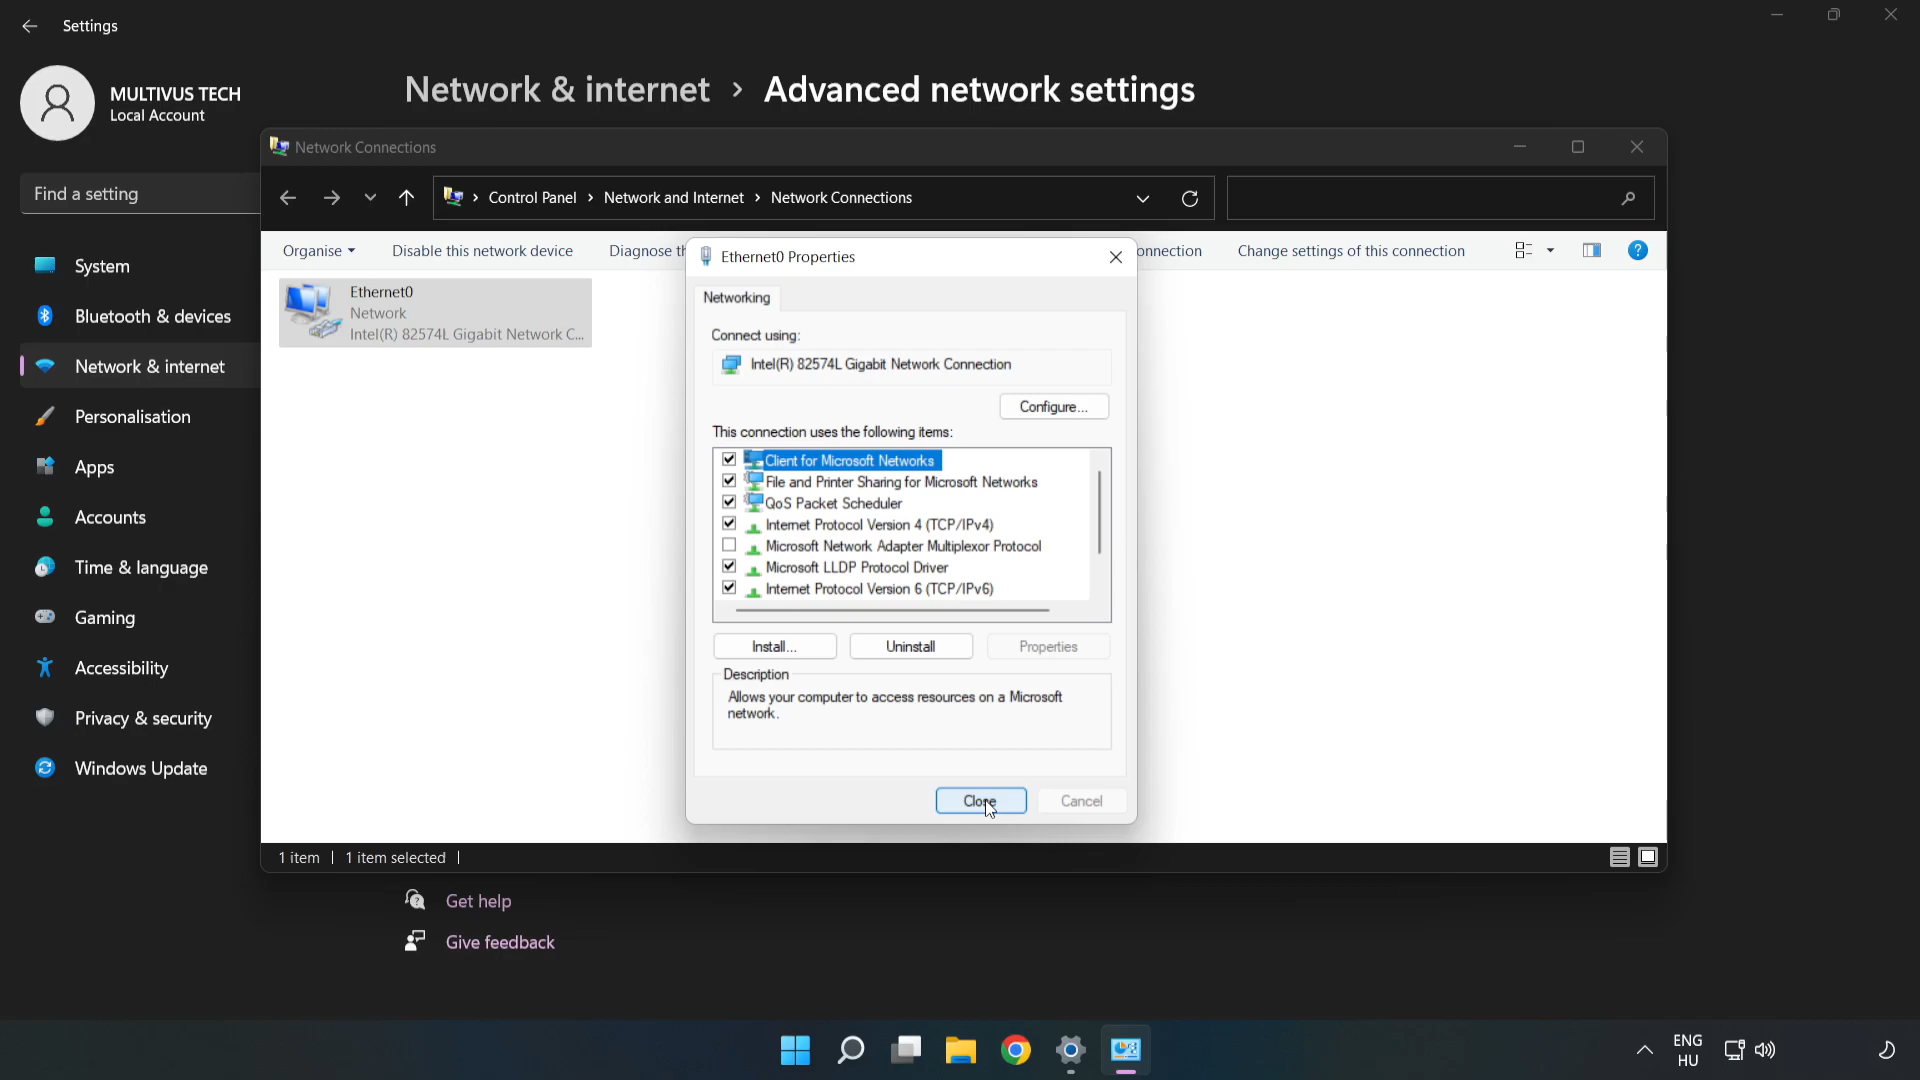 Settings
MULTIVUS TECH
Local Account
Find a setting
System
Bluetooth & devices
Network & internet
Personalisation
Apps
Accounts
Time & language
Gaming
Accessibility
Privacy & security
Windows Update
Network & internet › Advanced network settings
Network Connections
Control Panel › Network and Internet › Network Connections
Organise Disable this network device Diagnose th onnection Change settings of this connection
Ethernet0
Network
Intel(R) 82574L Gigabit Network C...
Ethernet0 Properties
Networking
Connect using:
Intel(R) 82574L Gigabit Network Connection
Configure...
This connection uses the following items:
Client for Microsoft Networks
File and Printer Sharing for Microsoft Networks
QoS Packet Scheduler
Internet Protocol Version 4 (TCP/IPv4)
Microsoft Network Adapter Multiplexor Protocol
Microsoft LLDP Protocol Driver
Internet Protocol Version 6 (TCP/IPv6)
Install... Uninstall Properties
Description
Allows your computer to access resources on a Microsoft
network.
Close Cancel
1 item 1 item selected
Get help
Give feedback
ENG
HU